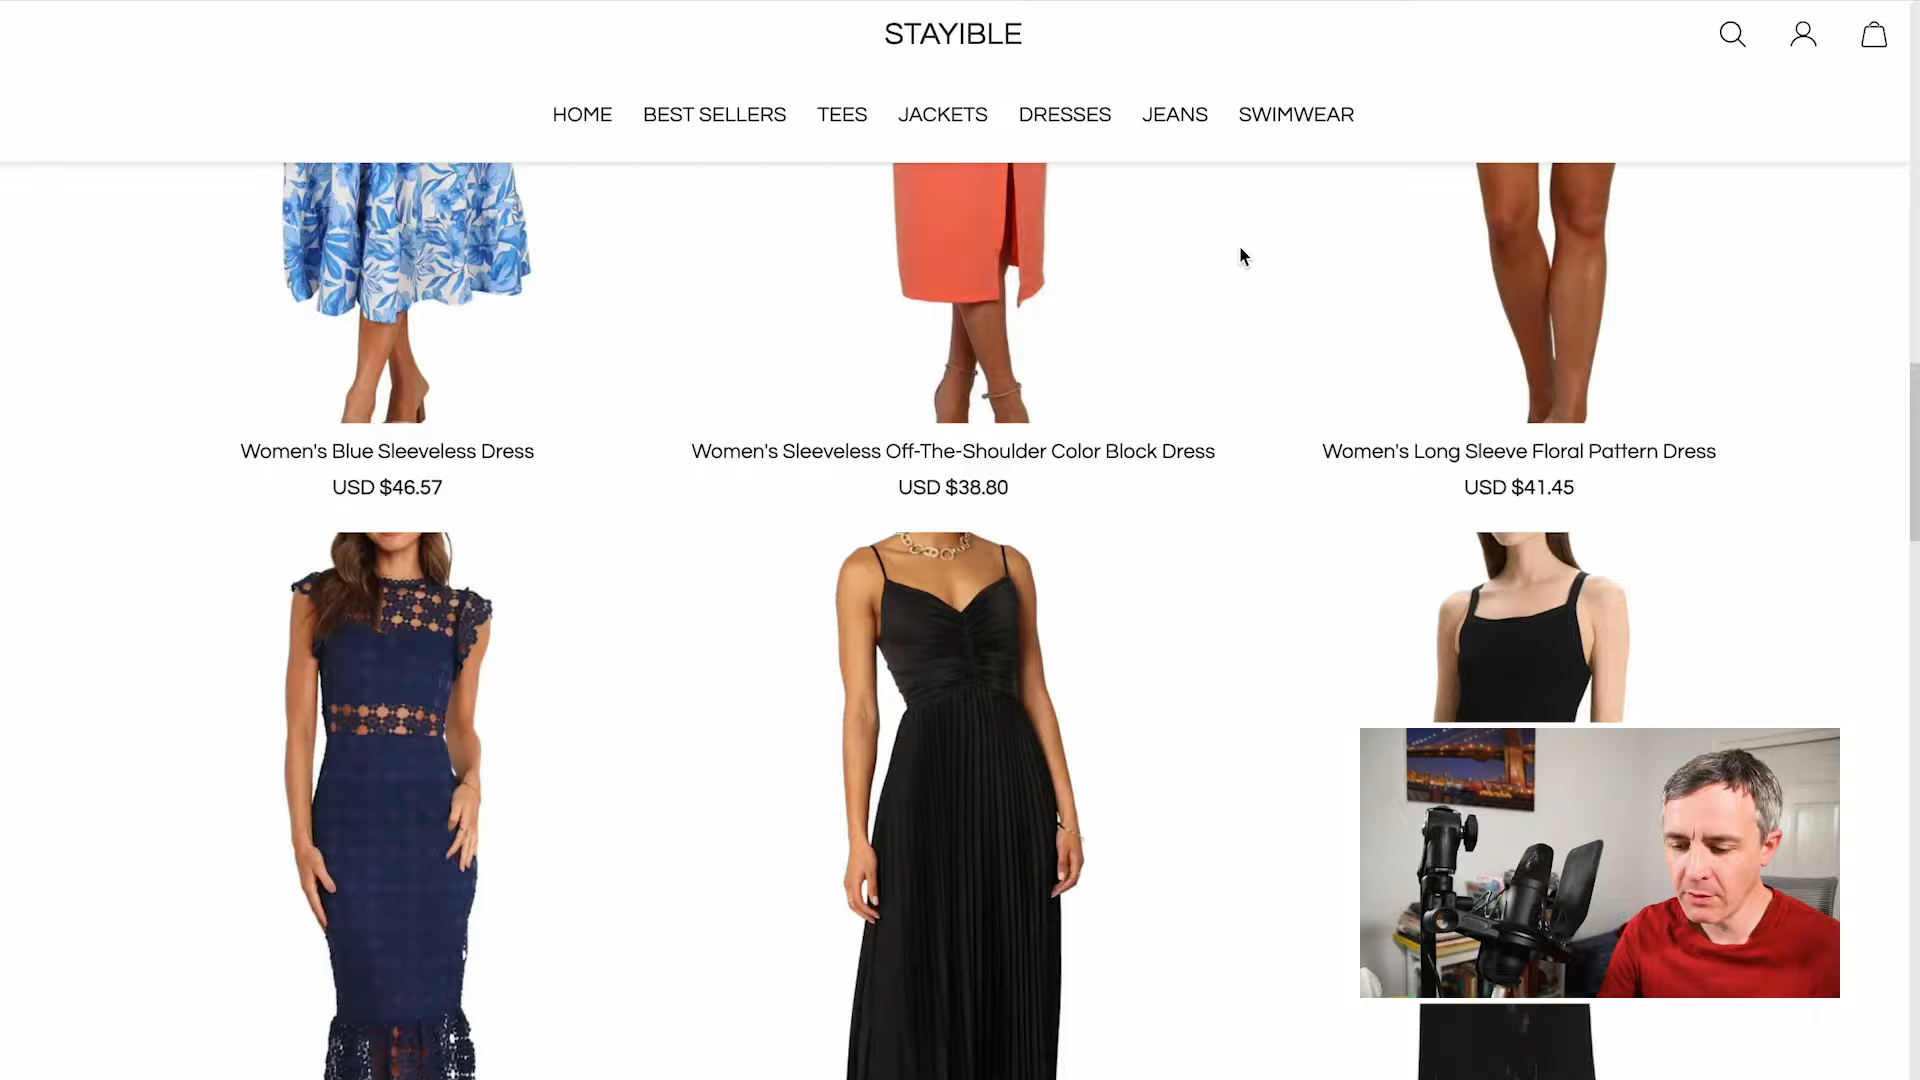 STAYIBLE
HOME BEST SELLERS TEES JACKETS DRESSES JEANS SWIMWEAR
Women's Blue Sleeveless Dress
USD $46.57
Women's Sleeveless Off-The-Shoulder Color Block Dress
USD $38.80
Women's Long Sleeve Floral Pattern Dress
USD $41.45